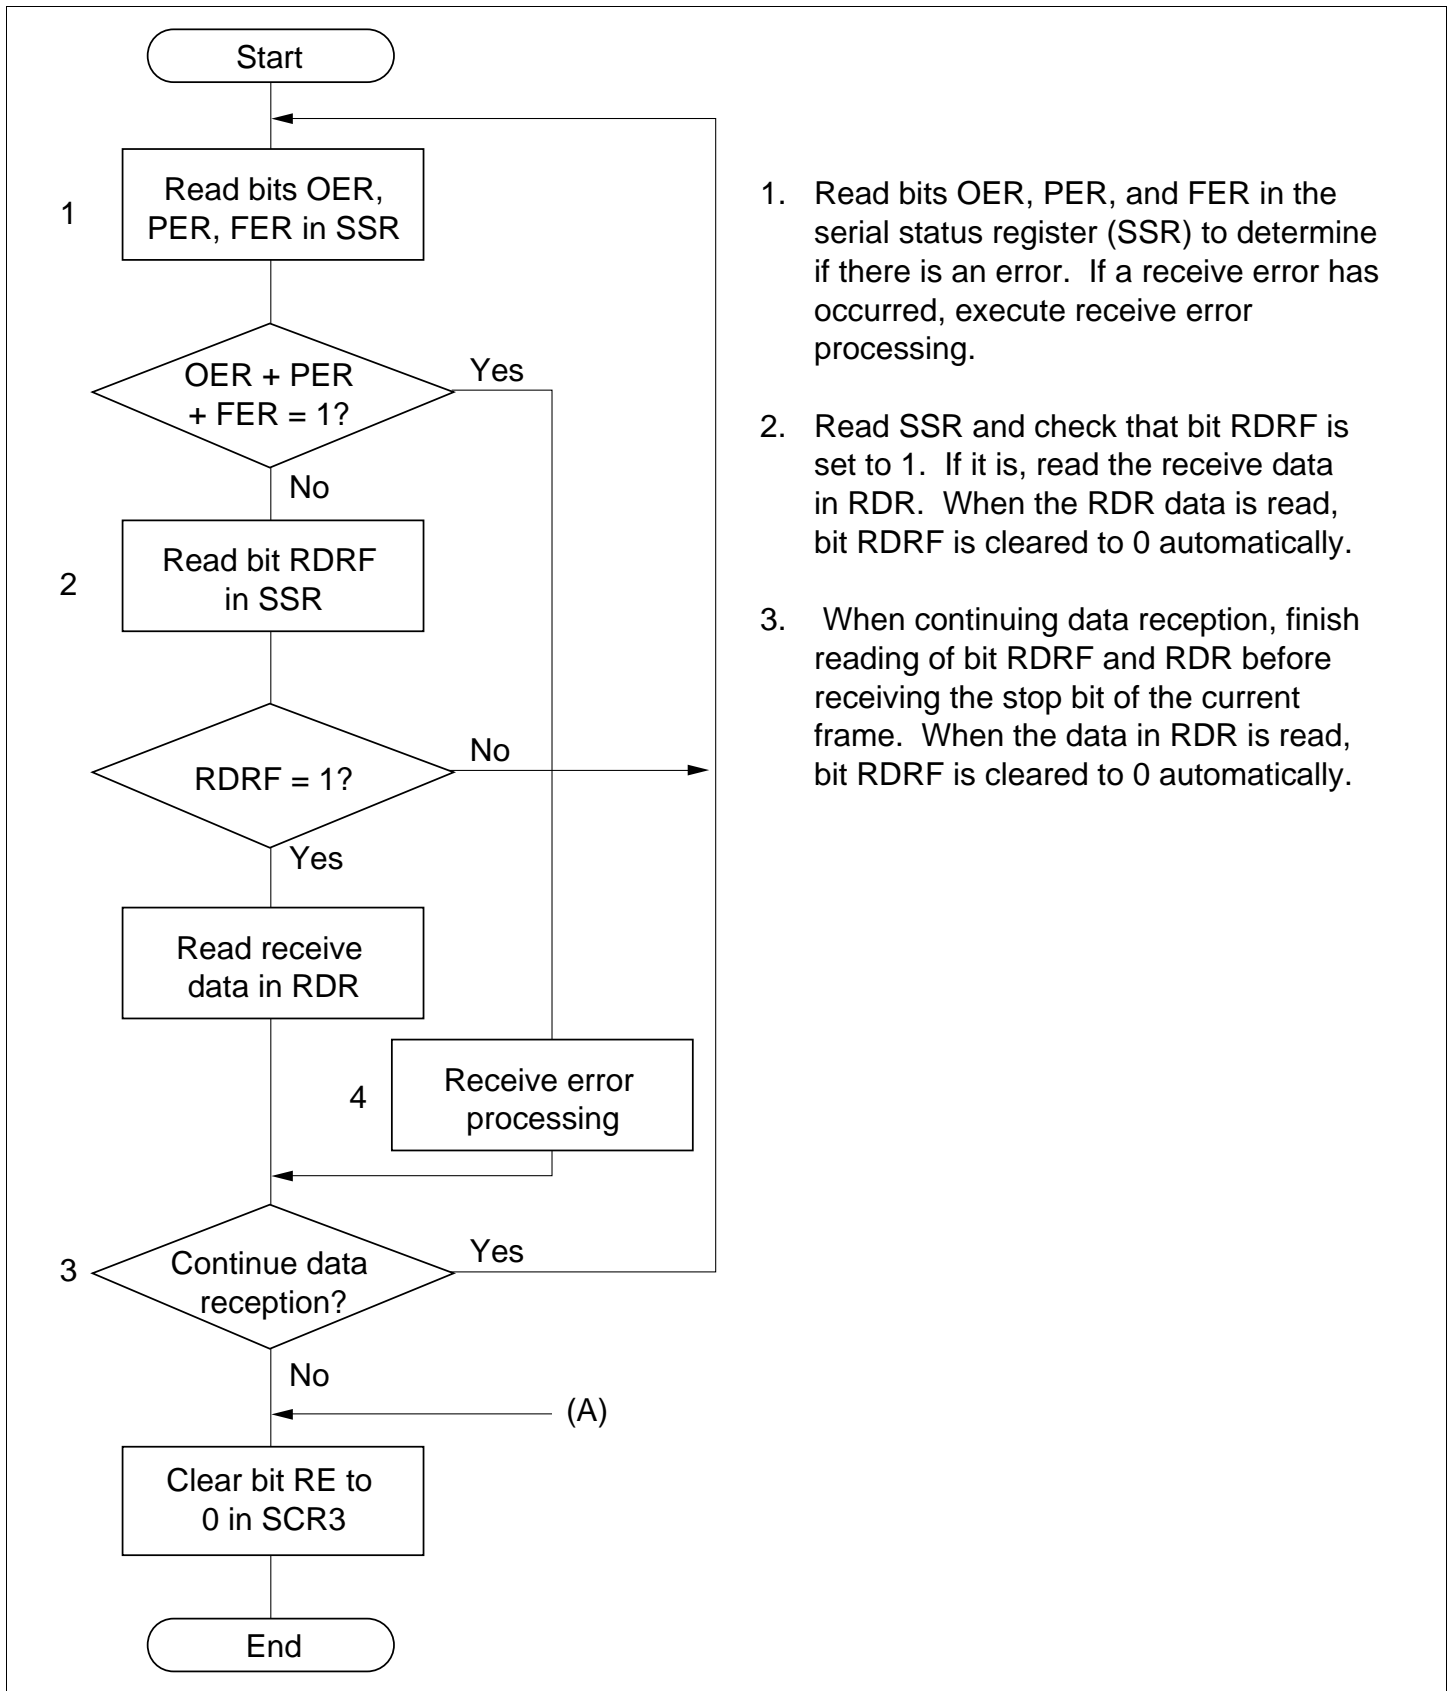 Start
1
Read bits OER,
PER, FER in SSR
OER + PER
+ FER = 1?
Yes
No
2
Read bit RDRF
in SSR
RDRF = 1?
No
Yes
Read receive
data in RDR
4
Receive error
processing
3
Continue data
reception?
Yes
No
(A)
Clear bit RE to
0 in SCR3
End
1. Read bits OER, PER, and FER in the
serial status register (SSR) to determine
if there is an error. If a receive error has
occurred, execute receive error
processing.
2. Read SSR and check that bit RDRF is
set to 1. If it is, read the receive data
in RDR. When the RDR data is read,
bit RDRF is cleared to 0 automatically.
3. When continuing data reception, finish
reading of bit RDRF and RDR before
receiving the stop bit of the current
frame. When the data in RDR is read,
bit RDRF is cleared to 0 automatically.